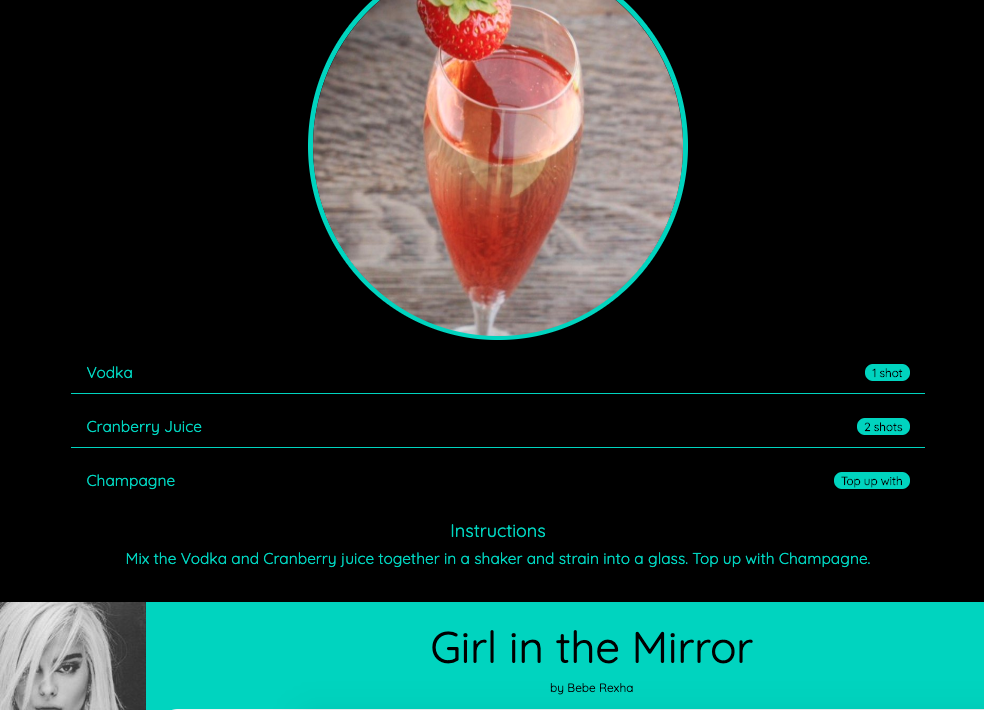 Vodka 1 shot
Cranberry Juice 2 shots
Champagne Top up with
Instructions
Mix the Vodka and Cranberry juice together in a shaker and strain into a glass. Top up with Champagne.
Girl in the Mirror
by Bebe Rexha